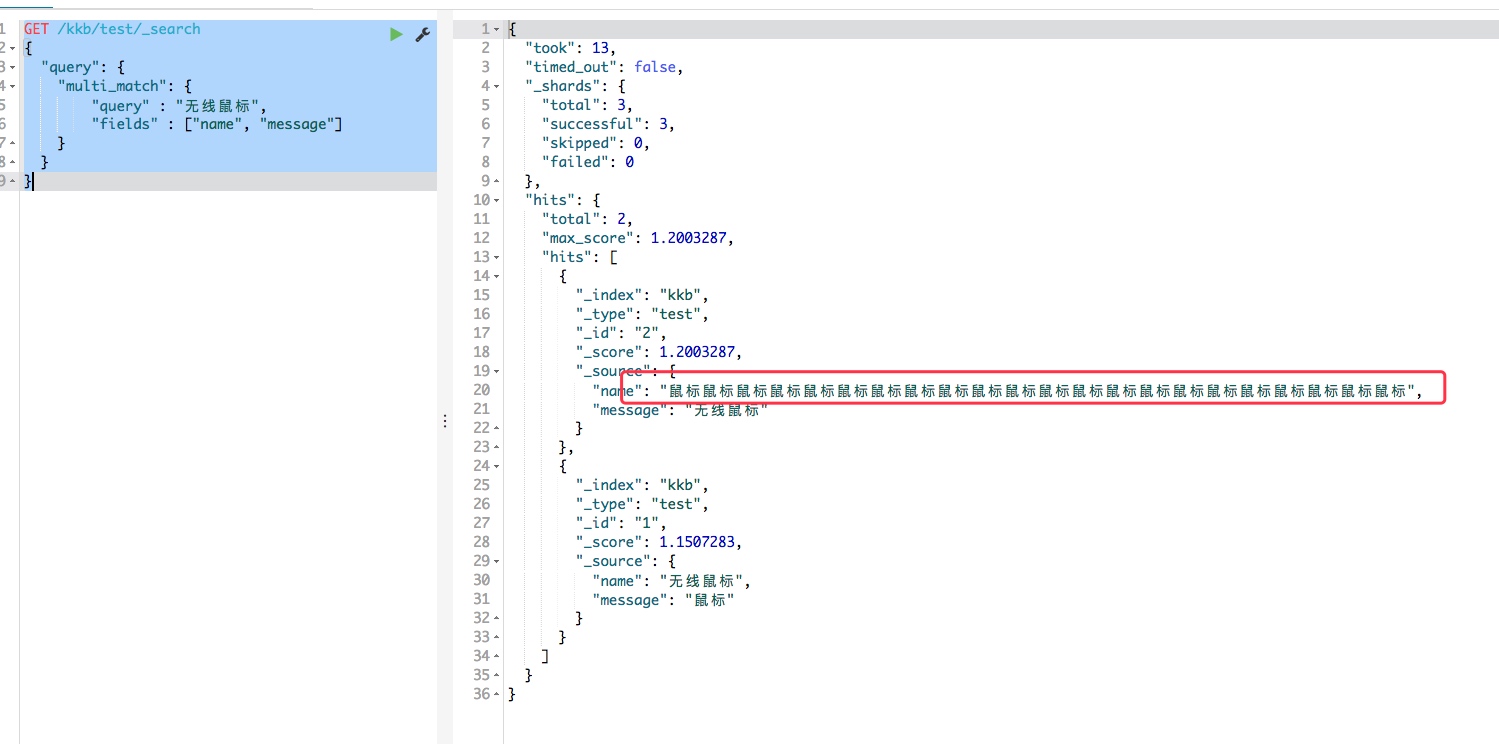 1 GET /kkb/test/_search
2 {
3 "query": {
4 "multi_match": {
5 "query" : "无线鼠标",
6 "fields" : ["name", "message"]
7 }
8 }
9 }
1 {
2 "took": 13,
3 "timed_out": false,
4 "_shards": {
5 "total": 3,
6 "successful": 3,
7 "skipped": 0,
8 "failed": 0
9 },
10 "hits": {
11 "total": 2,
12 "max_score": 1.2003287,
13 "hits": [
14 {
15 "_index": "kkb",
16 "_type": "test",
17 "_id": "2",
18 "_score": 1.2003287,
19 "_source": {
20 "name": "鼠标鼠标鼠标鼠标鼠标鼠标鼠标鼠标鼠标鼠标鼠标鼠标鼠标鼠标鼠标鼠标鼠标鼠标鼠标鼠标鼠标鼠标",
21 "message": "无线鼠标"
22 }
23 },
24 {
25 "_index": "kkb",
26 "_type": "test",
27 "_id": "1",
28 "_score": 1.1507283,
29 "_source": {
30 "name": "无线鼠标",
31 "message": "鼠标"
32 }
33 }
34 ]
35 }
36 }